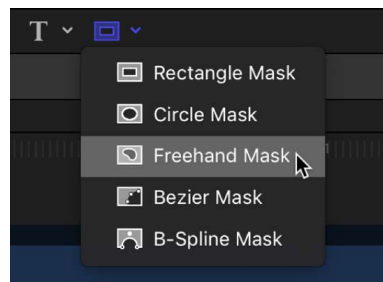 T
Rectangle Mask
Circle Mask
Freehand Mask
Bezier Mask
B-Spline Mask